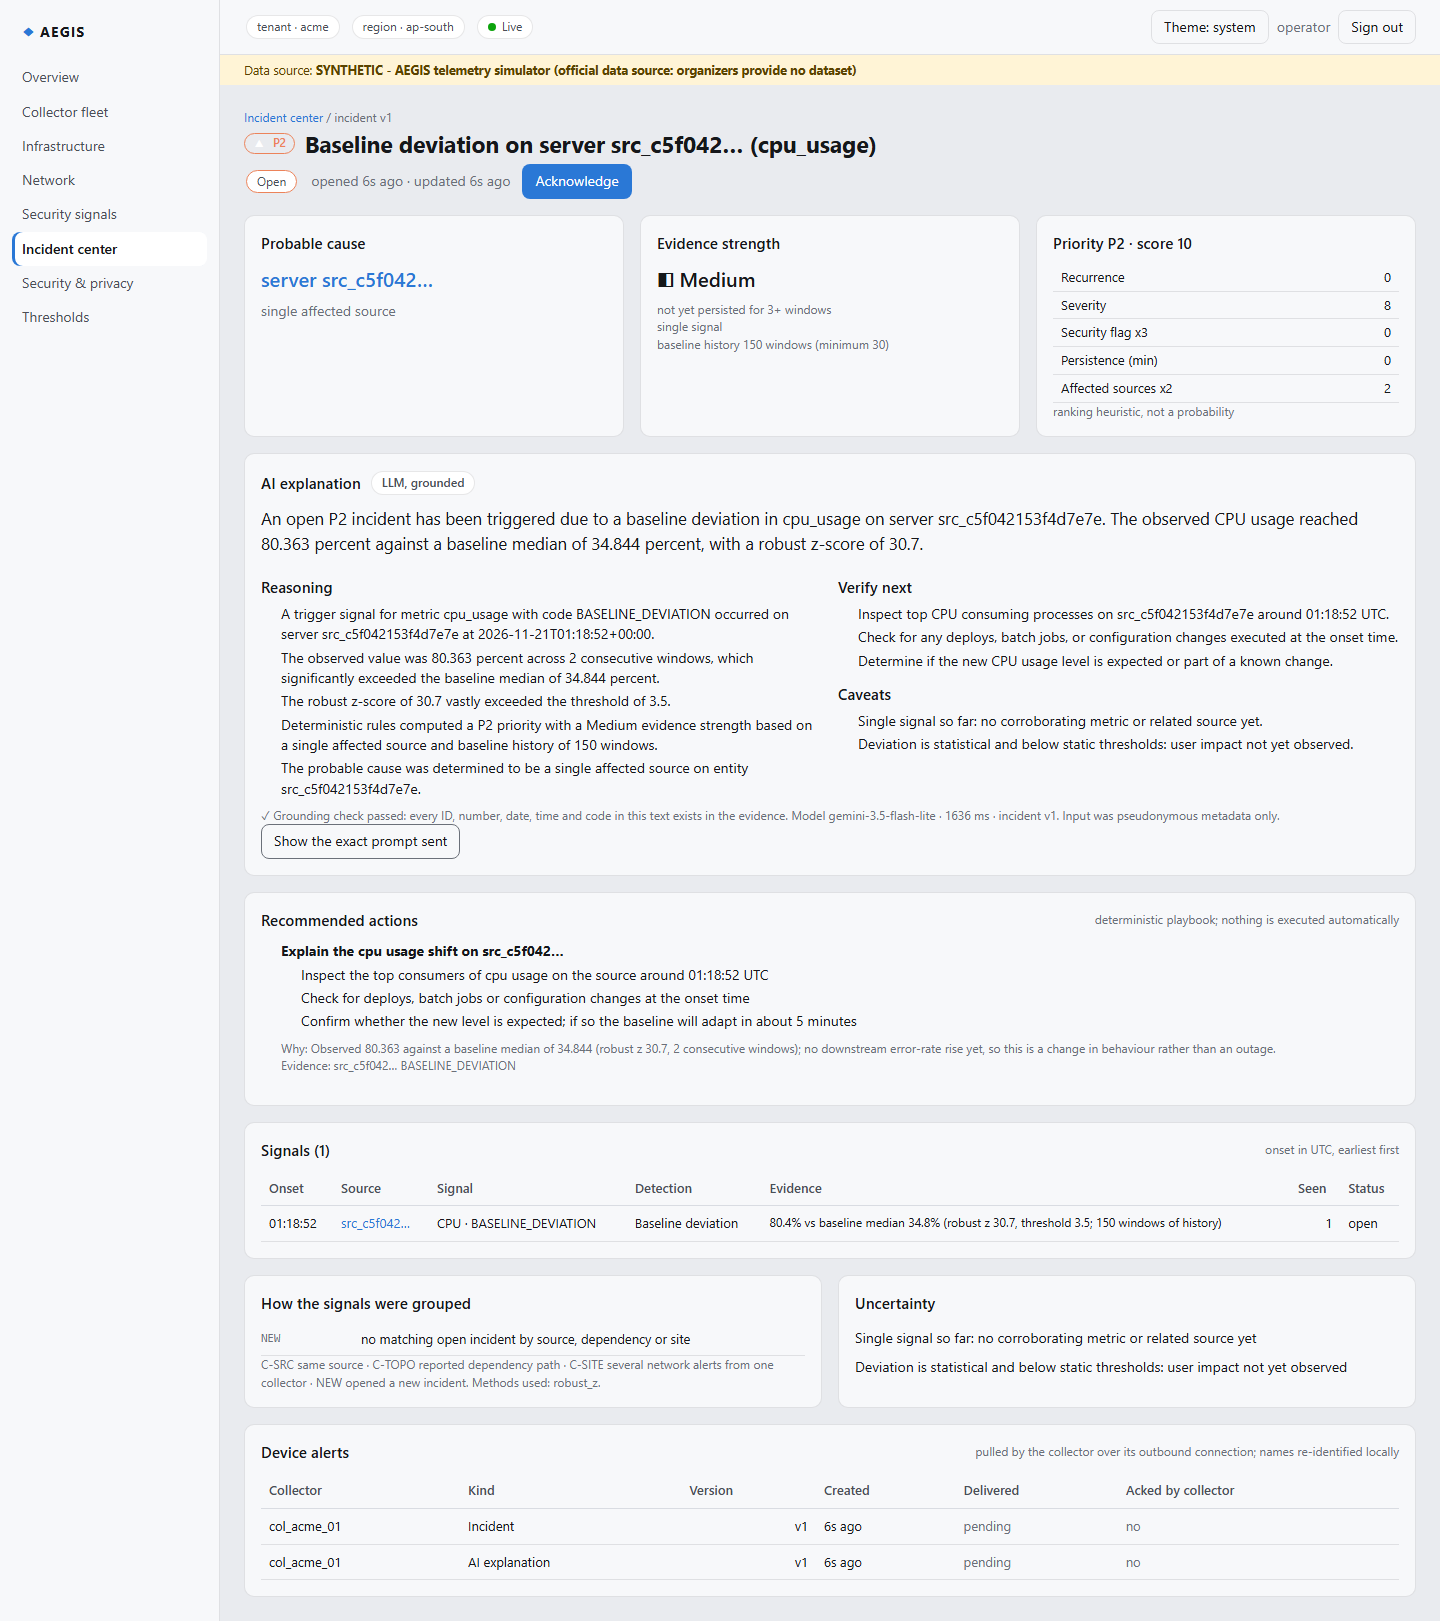 AEGIS
Overview
Collector fleet
Infrastructure
Network
Security signals
Incident center
Security & privacy
Thresholds
tenant · acme
region · ap-south
Live
Theme: system
operator
Sign out
Data source: SYNTHETIC - AEGIS telemetry simulator (official data source: organizers provide no dataset)
Incident center / incident v1
P2 Baseline deviation on server src_c5f042… (cpu_usage)
Open opened 6s ago · updated 6s ago Acknowledge
Probable cause
server src_c5f042…
single affected source
Evidence strength
Medium
not yet persisted for 3+ windows
single signal
baseline history 150 windows (minimum 30)
Priority P2 · score 10
Recurrence 0
Severity 8
Security flag x3 0
Persistence (min) 0
Affected sources x2 2
ranking heuristic, not a probability
AI explanation LLM, grounded
An open P2 incident has been triggered due to a baseline deviation in cpu_usage on server src_c5f042153f4d7e7e. The observed CPU usage reached
80.363 percent against a baseline median of 34.844 percent, with a robust z-score of 30.7.
Reasoning
A trigger signal for metric cpu_usage with code BASELINE_DEVIATION occurred on
server src_c5f042153f4d7e7e at 2026-11-21T01:18:52+00:00.
The observed value was 80.363 percent across 2 consecutive windows, which
significantly exceeded the baseline median of 34.844 percent.
The robust z-score of 30.7 vastly exceeded the threshold of 3.5.
Deterministic rules computed a P2 priority with a Medium evidence strength based on
a single affected source and baseline history of 150 windows.
The probable cause was determined to be a single affected source on entity
src_c5f042153f4d7e7e.
Verify next
Inspect top CPU consuming processes on src_c5f042153f4d7e7e around 01:18:52 UTC.
Check for any deploys, batch jobs, or configuration changes executed at the onset time.
Determine if the new CPU usage level is expected or part of a known change.
Caveats
Single signal so far: no corroborating metric or related source yet.
Deviation is statistical and below static thresholds: user impact not yet observed.
✓ Grounding check passed: every ID, number, date, time and code in this text exists in the evidence. Model gemini-3.5-flash-lite · 1636 ms · incident v1. Input was pseudonymous metadata only.
Show the exact prompt sent
Recommended actions
deterministic playbook; nothing is executed automatically
Explain the cpu usage shift on src_c5f042…
Inspect the top consumers of cpu usage on the source around 01:18:52 UTC
Check for deploys, batch jobs or configuration changes at the onset time
Confirm whether the new level is expected; if so the baseline will adapt in about 5 minutes
Why: Observed 80.363 against a baseline median of 34.844 (robust z 30.7, 2 consecutive windows); no downstream error-rate rise yet, so this is a change in behaviour rather than an outage.
Evidence: src_c5f042… BASELINE_DEVIATION
Signals (1)
onset in UTC, earliest first
Onset Source Signal Detection Evidence Seen Status
01:18:52 src_c5f042… CPU · BASELINE_DEVIATION Baseline deviation 80.4% vs baseline median 34.8% (robust z 30.7, threshold 3.5; 150 windows of history) 1 open
How the signals were grouped
NEW no matching open incident by source, dependency or site
C-SRC same source · C-TOPO reported dependency path · C-SITE several network alerts from one
collector · NEW opened a new incident. Methods used: robust_z.
Uncertainty
Single signal so far: no corroborating metric or related source yet
Deviation is statistical and below static thresholds: user impact not yet observed
Device alerts
pulled by the collector over its outbound connection; names re-identified locally
Collector Kind Version Created Delivered Acked by collector
col_acme_01 Incident v1 6s ago pending no
col_acme_01 AI explanation v1 6s ago pending no